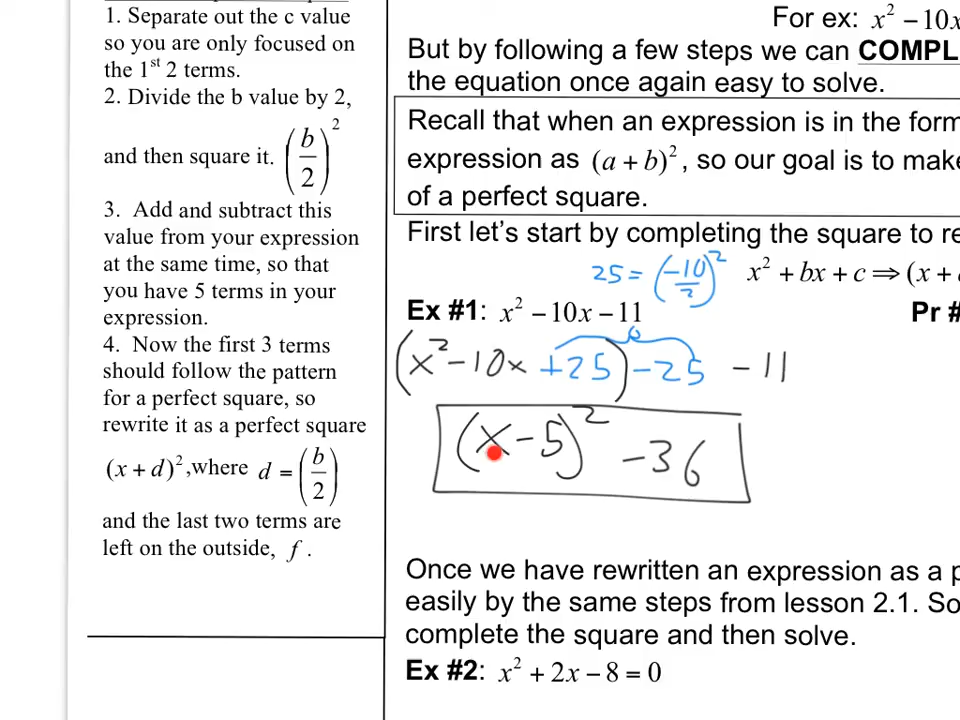 1. Separate out the c value
so you are only focused on
the 1st 2 terms.
2. Divide the b value by 2,
and then square it. (b/2)²
3. Add and subtract this
value from your expression
at the same time, so that
you have 5 terms in your
expression.
4. Now the first 3 terms
should follow the pattern
for a perfect square, so
rewrite it as a perfect square
(x + d)², where d = (b/2)
and the last two terms are
left on the outside, f.
For ex: x² − 10x
But by following a few steps we can COMPL
the equation once again easy to solve.
Recall that when an expression is in the form
expression as (a + b)², so our goal is to make
of a perfect square.
First let's start by completing the square to re
25 = (−10/2)² x² + bx + c ⇒ (x +
Ex #1: x² − 10x − 11 Pr #
0
(x² − 10x + 25) − 25 − 11
(x − 5)² − 36
Once we have rewritten an expression as a p
easily by the same steps from lesson 2.1. So
complete the square and then solve.
Ex #2: x² + 2x − 8 = 0